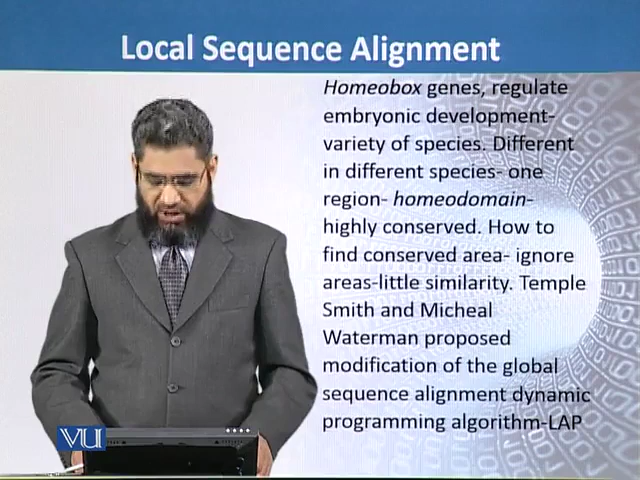 Local Sequence Alignment
Homeobox genes, regulate
embryonic development-
variety of species. Different
in different species- one
region- homeodomain-
highly conserved. How to
find conserved area- ignore
areas-little similarity. Temple
Smith and Micheal
Waterman proposed
modification of the global
sequence alignment dynamic
programming algorithm-LAP
VU